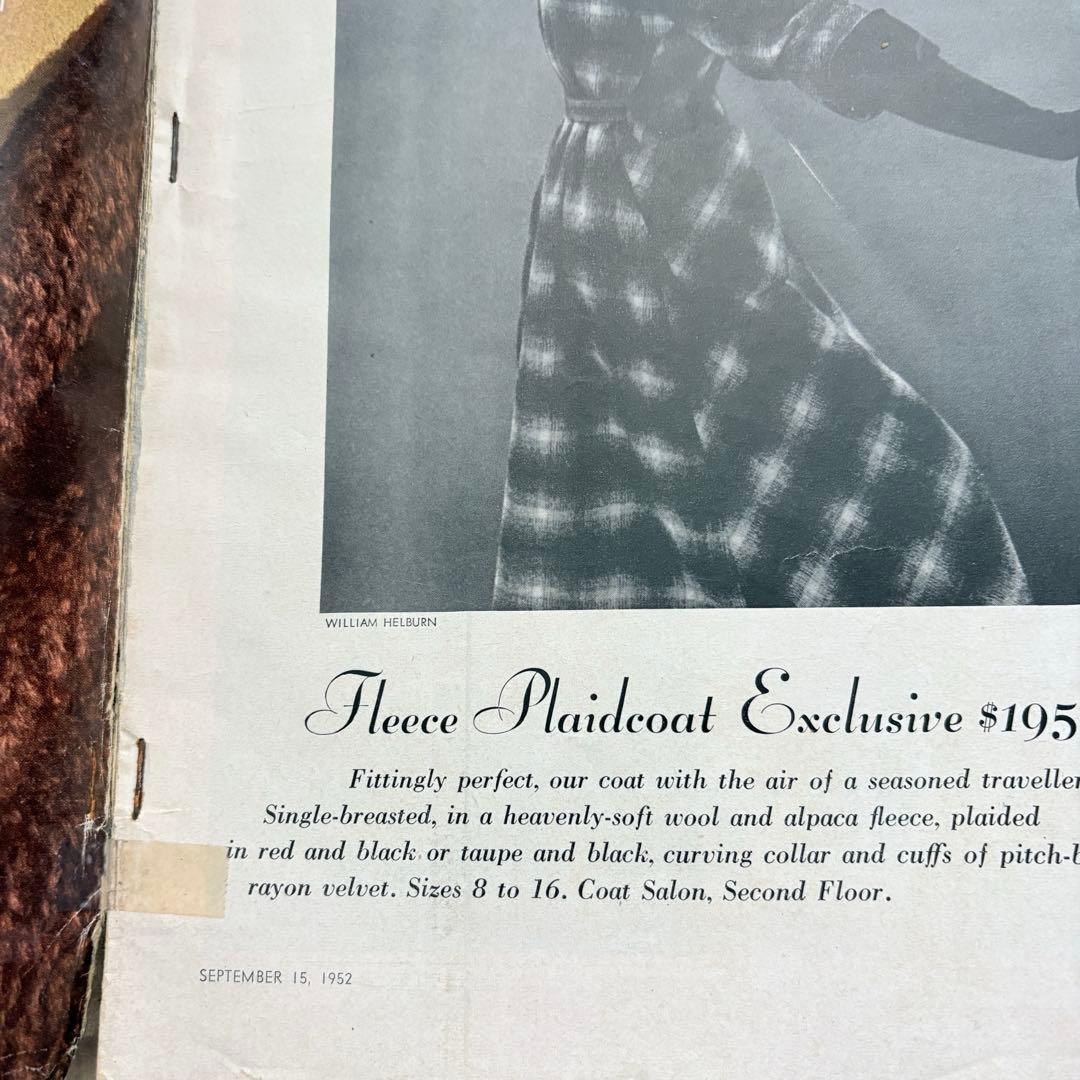 WILLIAM HELBURN
Fleece Plaidcoat Exclusive $195
Fittingly perfect, our coat with the air of a seasoned traveller
Single-breasted, in a heavenly-soft wool and alpaca fleece, plaided
in red and black or taupe and black, curving collar and cuffs of pitch-b
rayon velvet. Sizes 8 to 16. Coat Salon, Second Floor.
SEPTEMBER 15, 1952